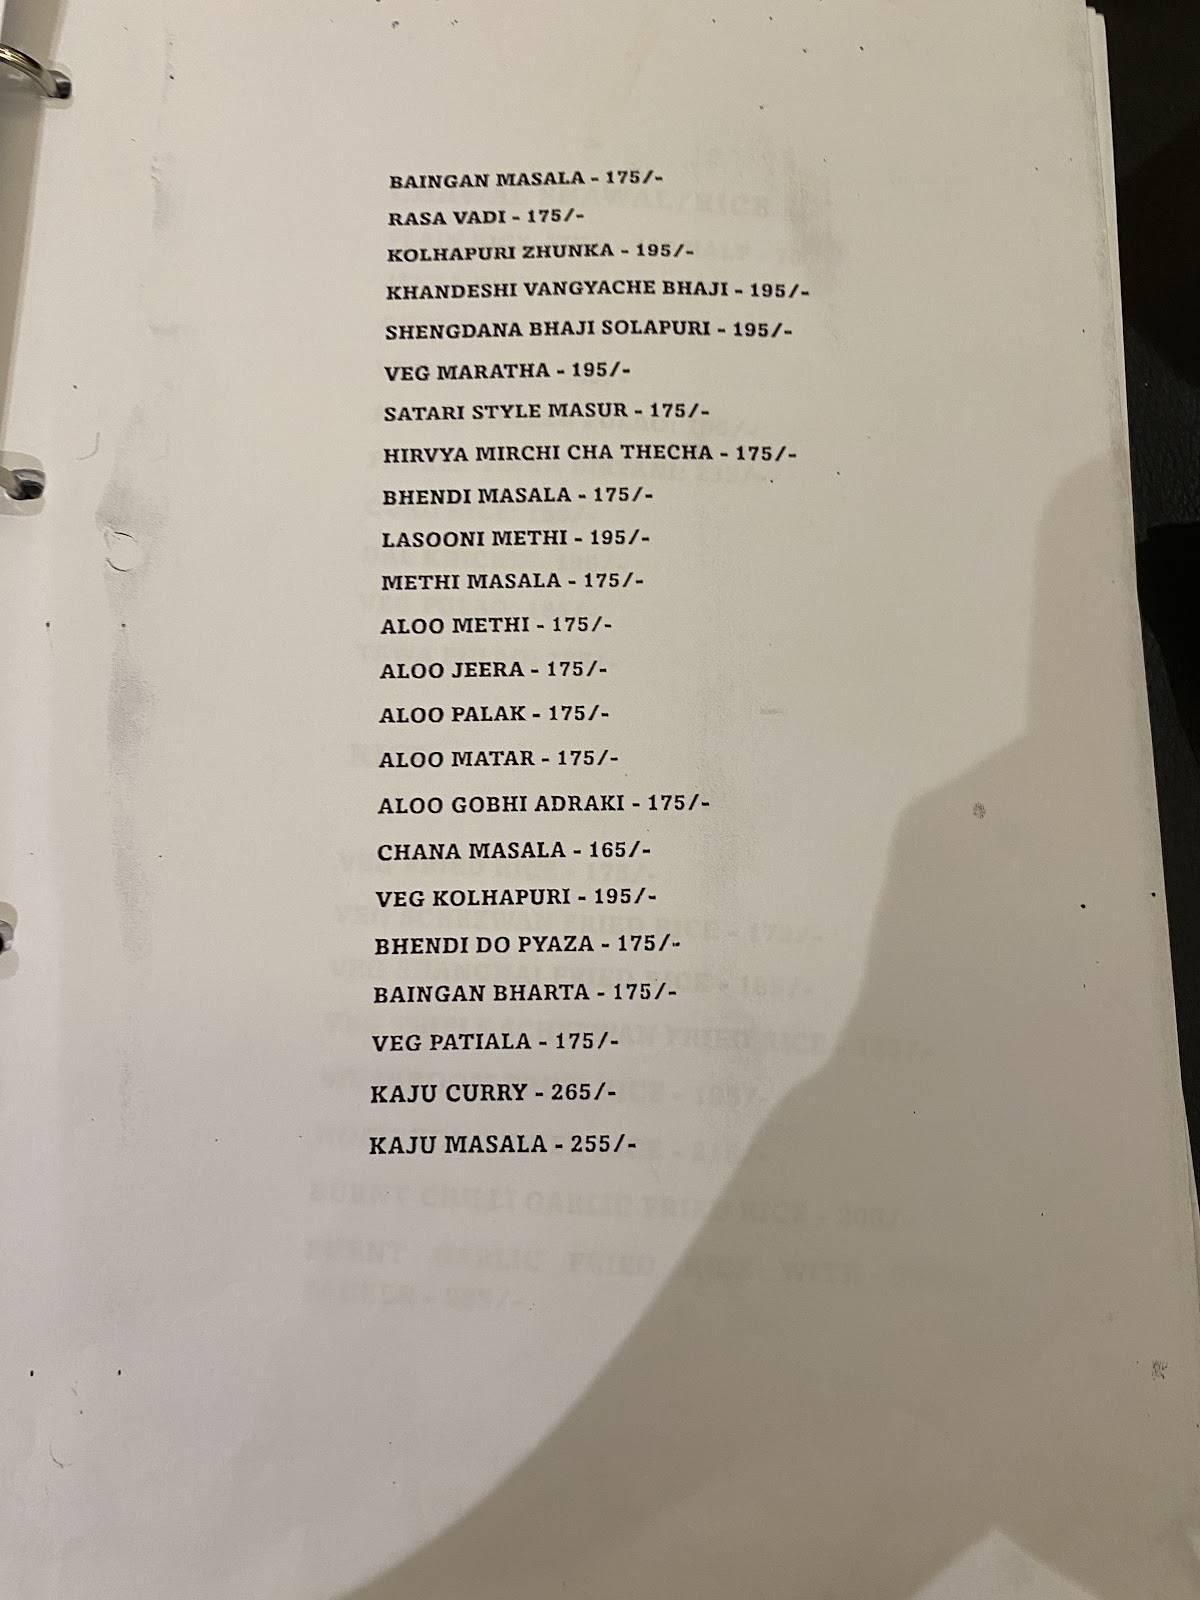 BAINGAN MASALA - 175/-
RASA VADI - 175/-
KOLHAPURI ZHUNKA - 195/-
KHANDESHI VANGYACHE BHAJI - 195/-
SHENGDANA BHAJI SOLAPURI - 195/-
VEG MARATHA - 195/-
SATARI STYLE MASUR - 175/-
HIRVYA MIRCHI CHA THECHA - 175/-
BHENDI MASALA - 175/-
LASOONI METHI - 195/-
METHI MASALA - 175/-
ALOO METHI - 175/-
ALOO JEERA - 175/-
ALOO PALAK - 175/-
ALOO MATAR - 175/-
ALOO GOBHI ADRAKI - 175/-
CHANA MASALA - 165/-
VEG KOLHAPURI - 195/-
BHENDI DO PYAZA - 175/-
BAINGAN BHARTA - 175/-
VEG PATIALA - 175/-
KAJU CURRY - 265/-
KAJU MASALA - 255/-